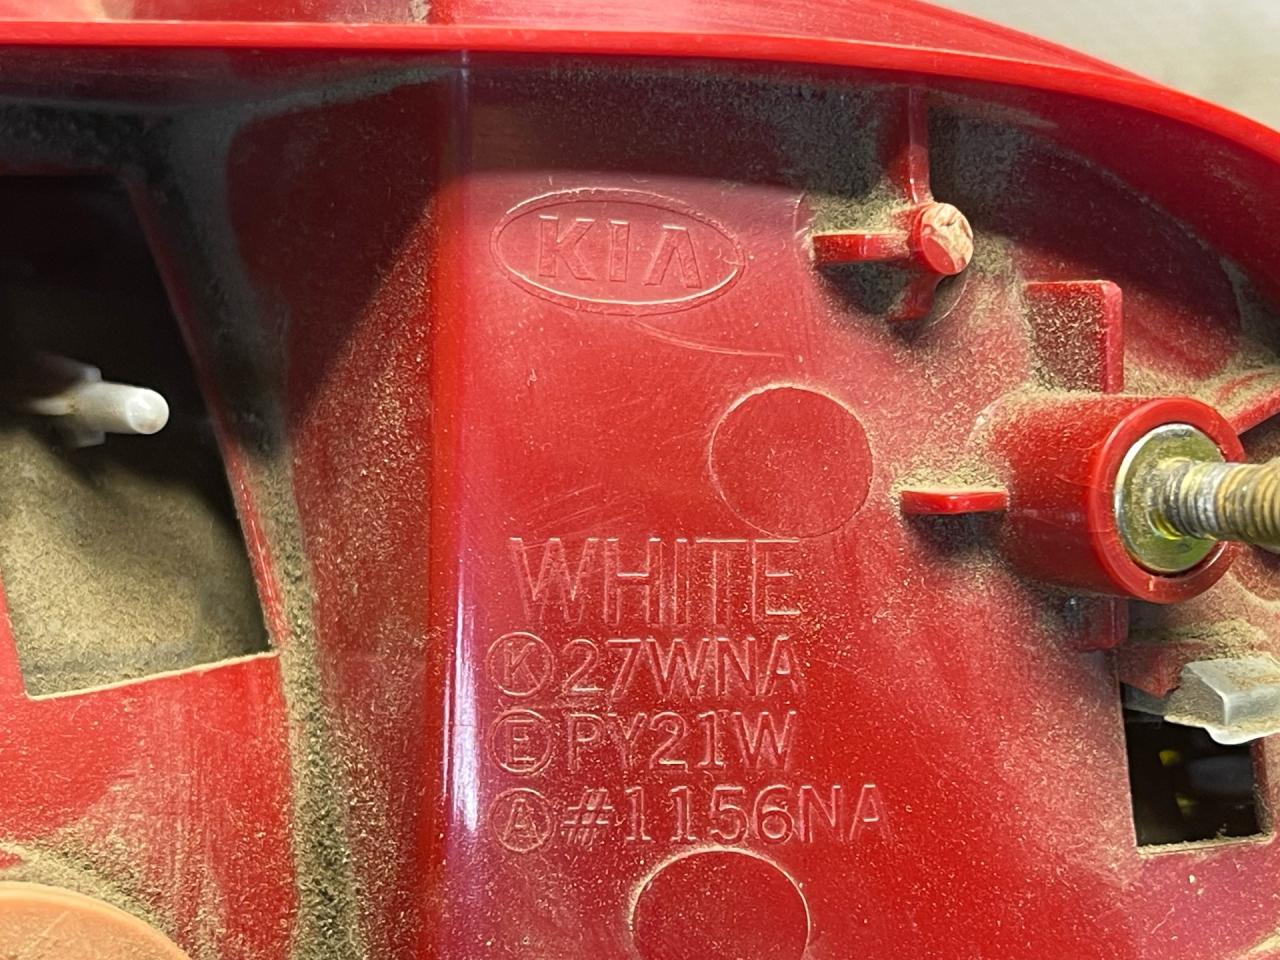 KIA
WHITE
Ⓚ27WNA
ⒺPY21W
Ⓐ#1156NA